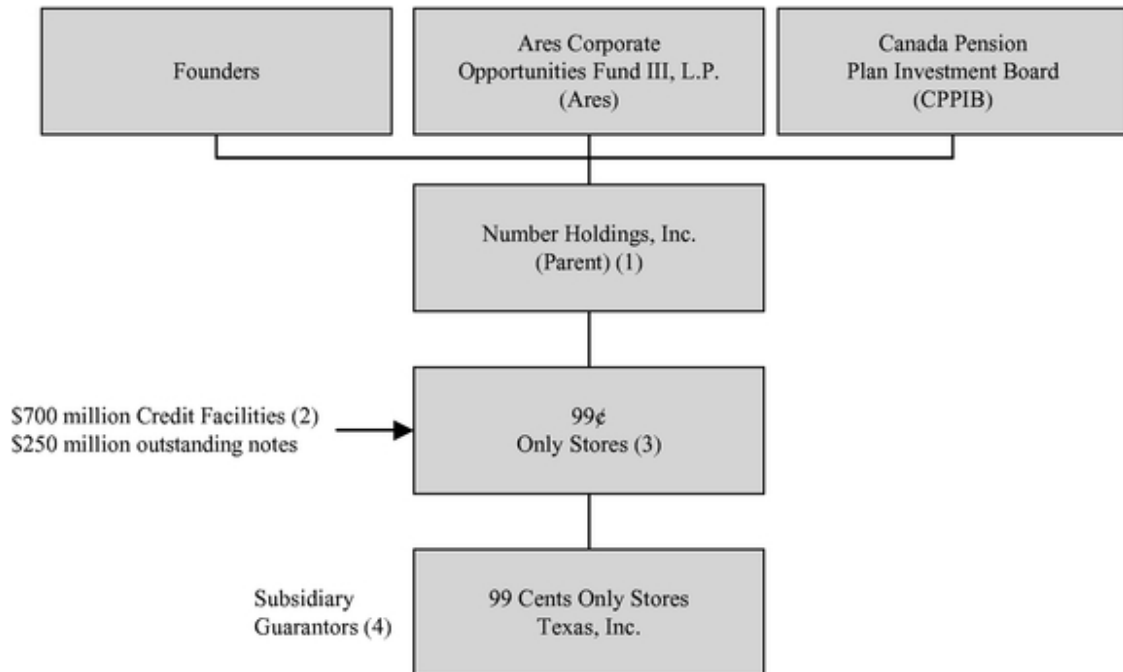 Founders
Ares Corporate
Opportunities Fund III, L.P.
(Ares)
Canada Pension
Plan Investment Board
(CPPIB)
Number Holdings, Inc.
(Parent) (1)
$700 million Credit Facilities (2)
$250 million outstanding notes
99¢
Only Stores (3)
Subsidiary
Guarantors (4)
99 Cents Only Stores
Texas, Inc.